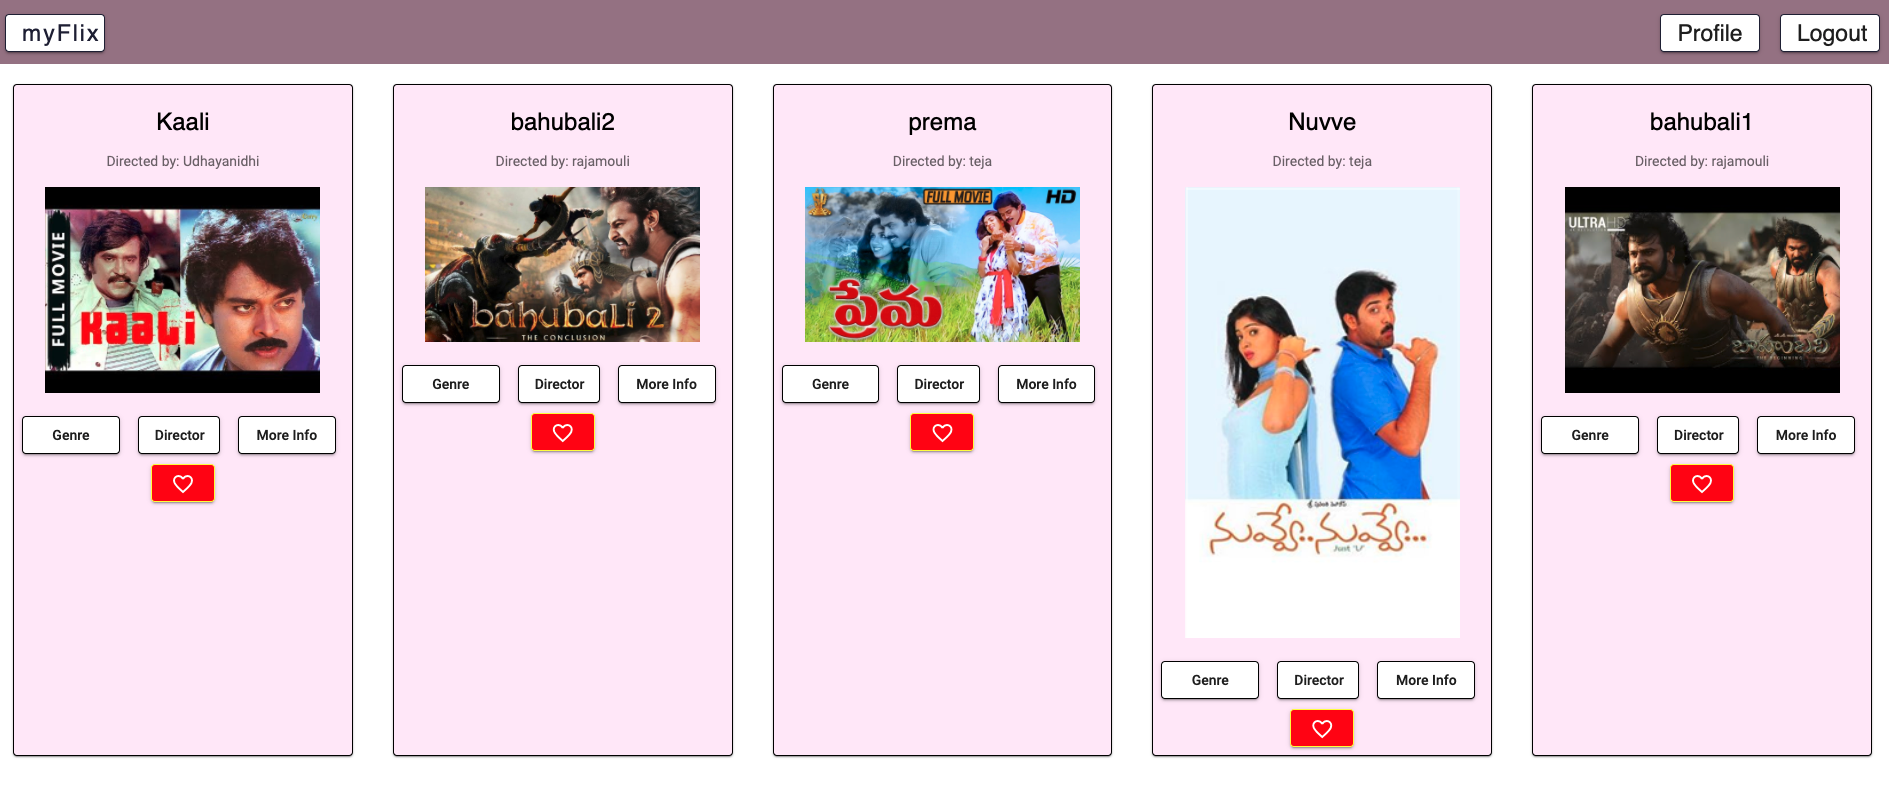 myFlix
Profile
Logout
Kaali
Directed by: Udhayanidhi
FULL MOVIE
KAALI
Genre
Director
More Info
bahubali2
Directed by: rajamouli
bāhubali 2
THE CONCLUSION
Genre
Director
More Info
prema
Directed by: teja
FULL MOVIE
HD
ప్రేమ
Genre
Director
More Info
Nuvve
Directed by: teja
నువ్వే..నువ్వే...
Just 'U'
Genre
Director
More Info
bahubali1
Directed by: rajamouli
ULTRA HD
బాహుబలి
THE BEGINNING
Genre
Director
More Info